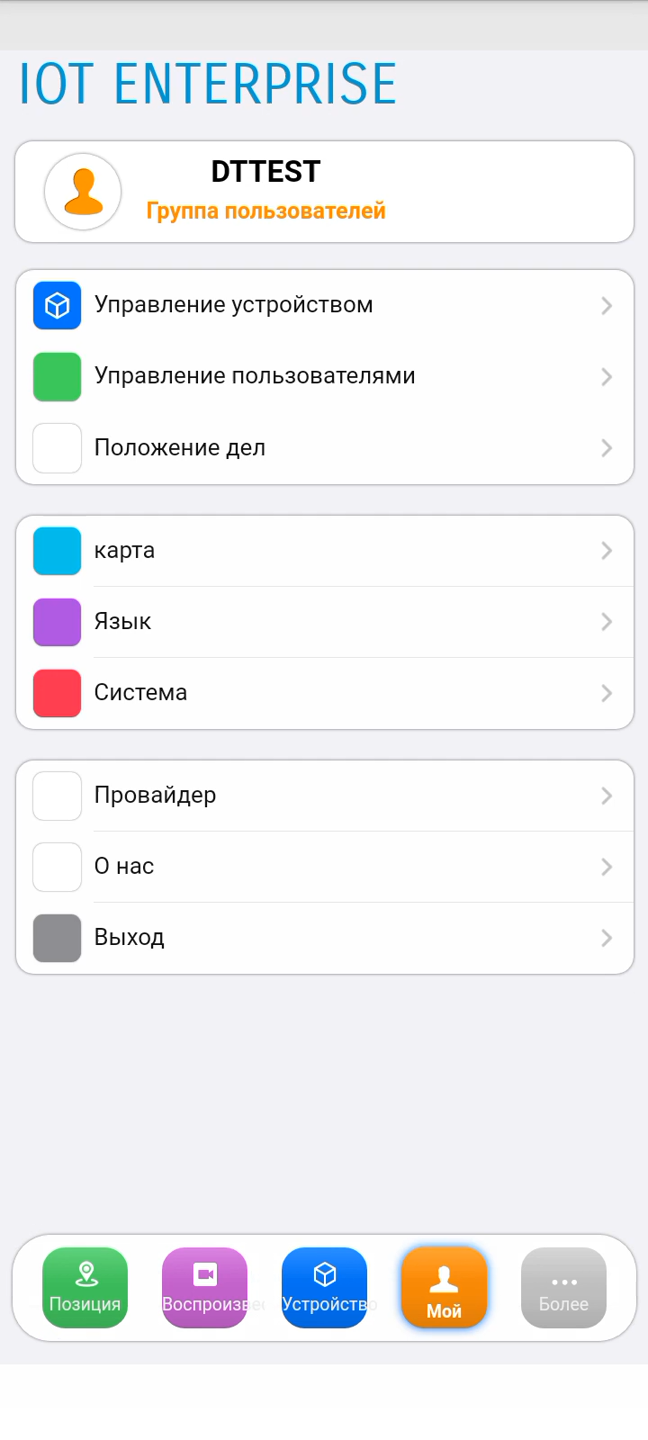 IOT ENTERPRISE
DTTEST
Группа пользователей
Управление устройством
Управление пользователями
Положение дел
карта
Язык
Система
Провайдер
О нас
Выход
Позиция
Устройство
Мой
Более